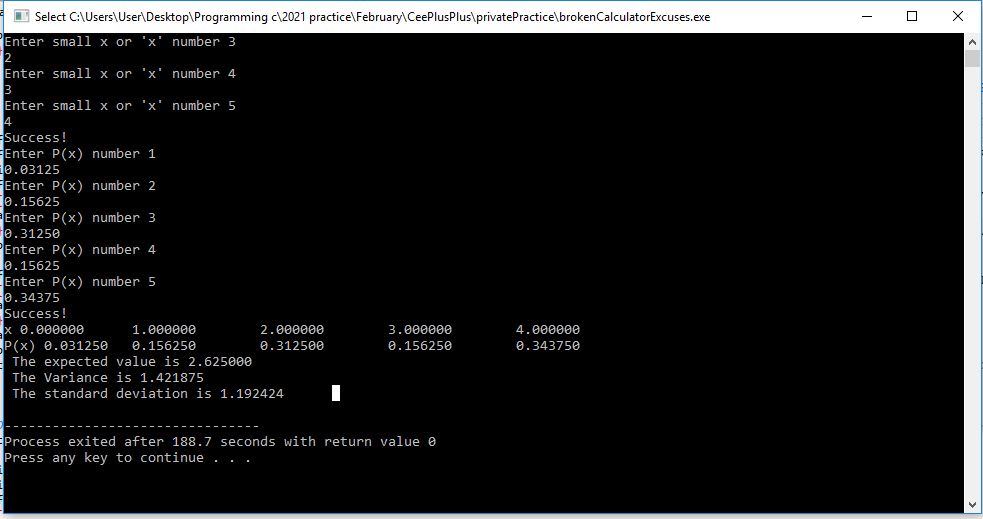 Select C:\Users\User\Desktop\Programming c\2021 practice\February\CeePlusPlus\privatePractice\brokenCalculatorExcuses.exe
Enter small x or 'x' number 3
2
Enter small x or 'x' number 4
3
Enter small x or 'x' number 5
4
Success!
Enter P(x) number 1
0.03125
Enter P(x) number 2
0.15625
Enter P(x) number 3
0.31250
Enter P(x) number 4
0.15625
Enter P(x) number 5
0.34375
Success!
x 0.000000 1.000000 2.000000 3.000000 4.000000
P(x) 0.031250 0.156250 0.312500 0.156250 0.343750
The expected value is 2.625000
The Variance is 1.421875
The standard deviation is 1.192424
--------------------------------
Process exited after 188.7 seconds with return value 0
Press any key to continue . . .